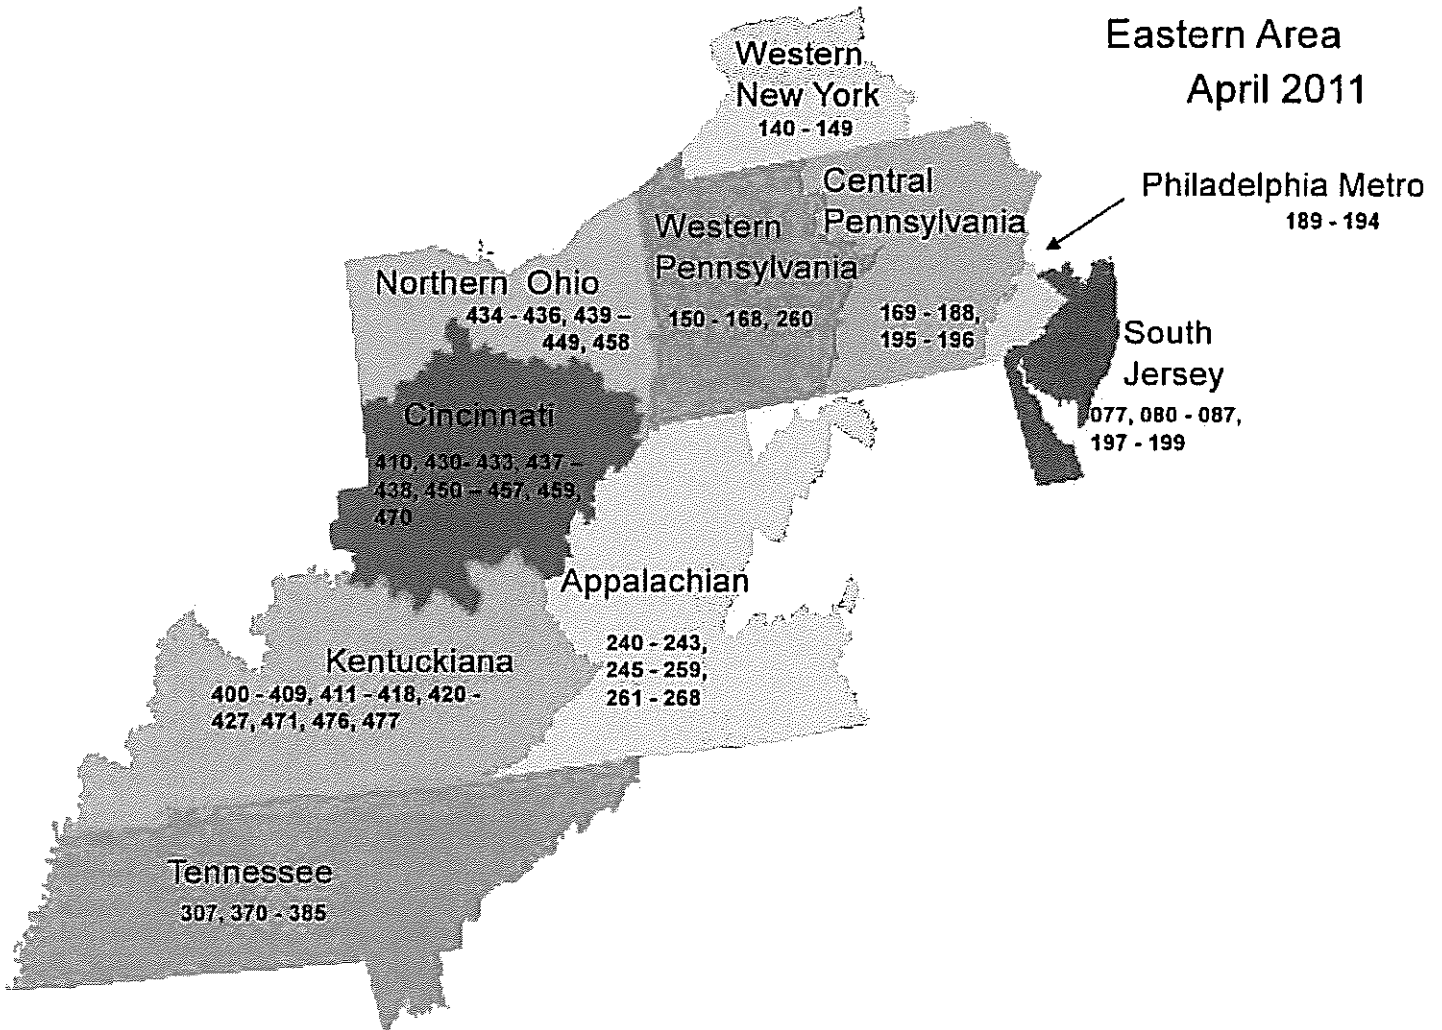 Eastern Area
April 2011
Western
New York
140 - 149
Philadelphia Metro
189 - 194
Central
Pennsylvania
169 - 188,
195 - 196
Western
Pennsylvania
150 - 168, 260
Northern Ohio
434 - 436, 439 –
449, 458
South
Jersey
077, 080 - 087,
197 - 199
Cincinnati
410, 430- 433, 437 –
438, 450 – 457, 459,
470
Appalachian
240 - 243,
245 - 259,
261 - 268
Kentuckiana
400 - 409, 411 - 418, 420 -
427, 471, 476, 477
Tennessee
307, 370 - 385